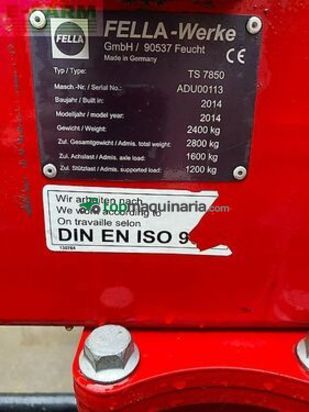 FELLA
FELLA-Werke
GmbH / 90537 Feucht
Made in Germany
CE
Typ / Type: TS 7850
Masch.-Nr. / Serial No.: ADU00113
Baujahr / Built in: 2014
Modelljahr / model year: 2014
Gewicht / Weight: 2400 kg
Zul. Gesamtgewicht / Admis. total weight: 2800 kg
Zul. Achslast / Admis. axle load: 1600 kg
Zul. Stützlast / Admis. supported load: 1200 kg
Wir arbeiten nach
We work according to
On travaille selon
DIN EN ISO 9
topmaquinaria.com